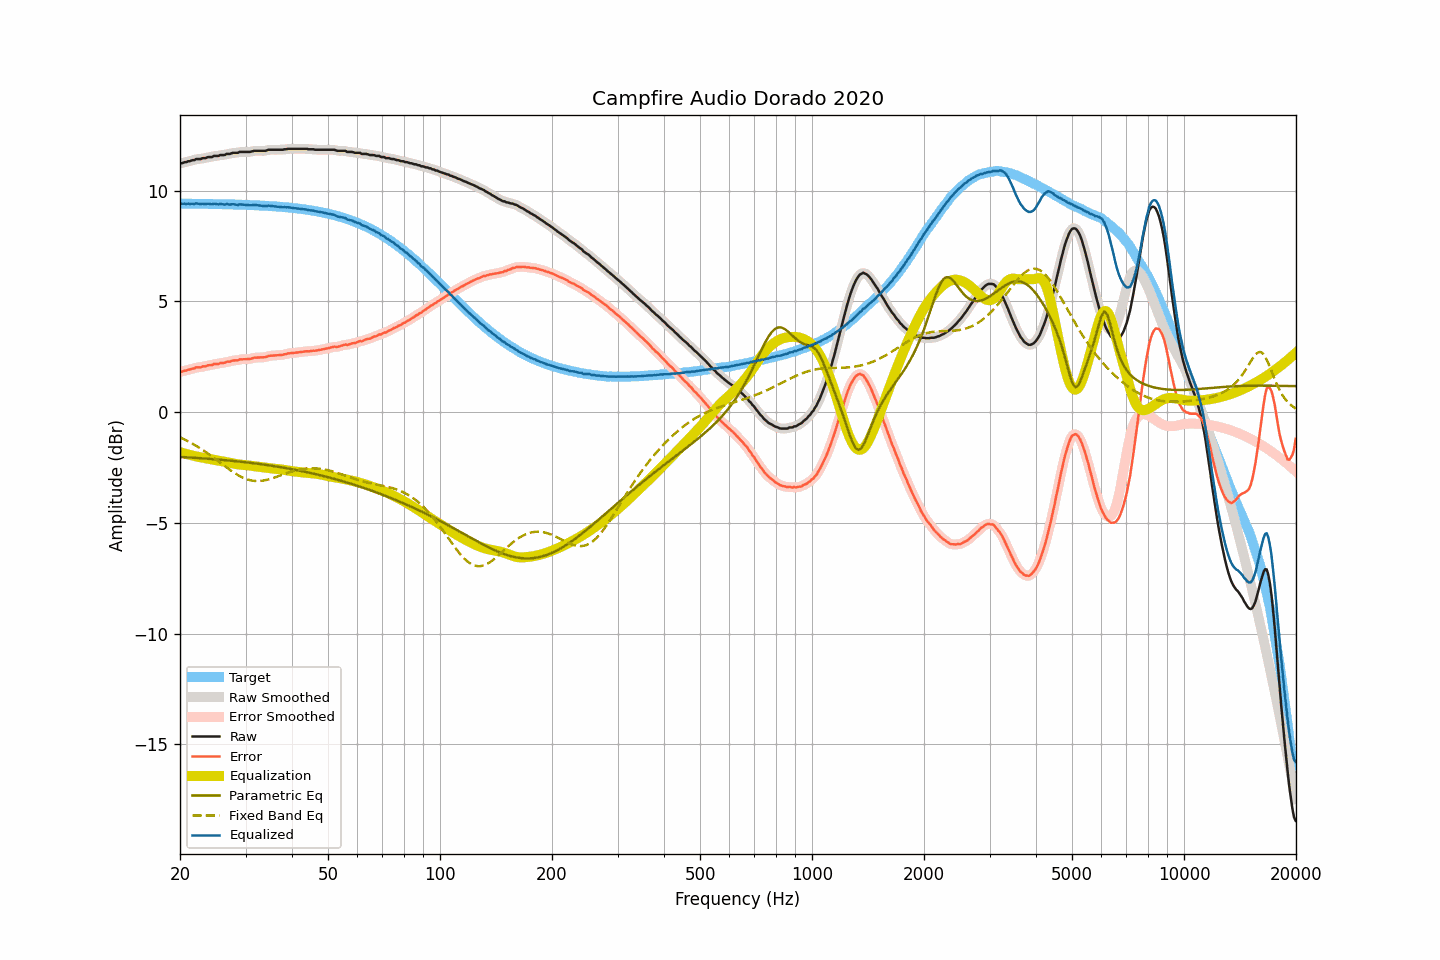 Campfire Audio Dorado 2020
Amplitude (dBr)
10
5
0
−5
−10
−15
Target
Raw Smoothed
Error Smoothed
Raw
Error
Equalization
Parametric Eq
Fixed Band Eq
Equalized
20 50 100 200 500 1000 2000 5000 10000 20000
Frequency (Hz)